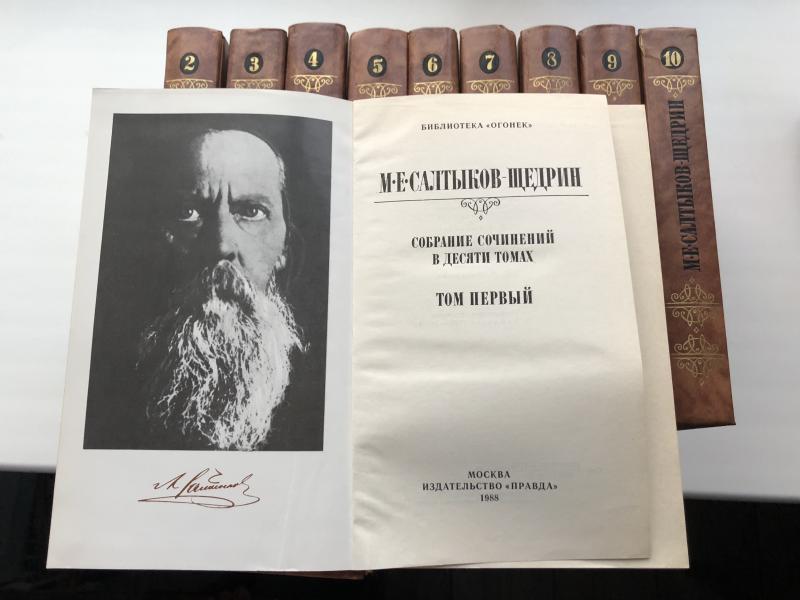 2
3
4
5
6
7
8
9
10
М·Е·САЛТЫКОВ-ЩЕДРИН
БИБЛИОТЕКА «ОГОНЕК»
М·Е·САЛТЫКОВ-ЩЕДРИН
СОБРАНИЕ СОЧИНЕНИЙ
В ДЕСЯТИ ТОМАХ
ТОМ ПЕРВЫЙ
МОСКВА
ИЗДАТЕЛЬСТВО «ПРАВДА»
1988